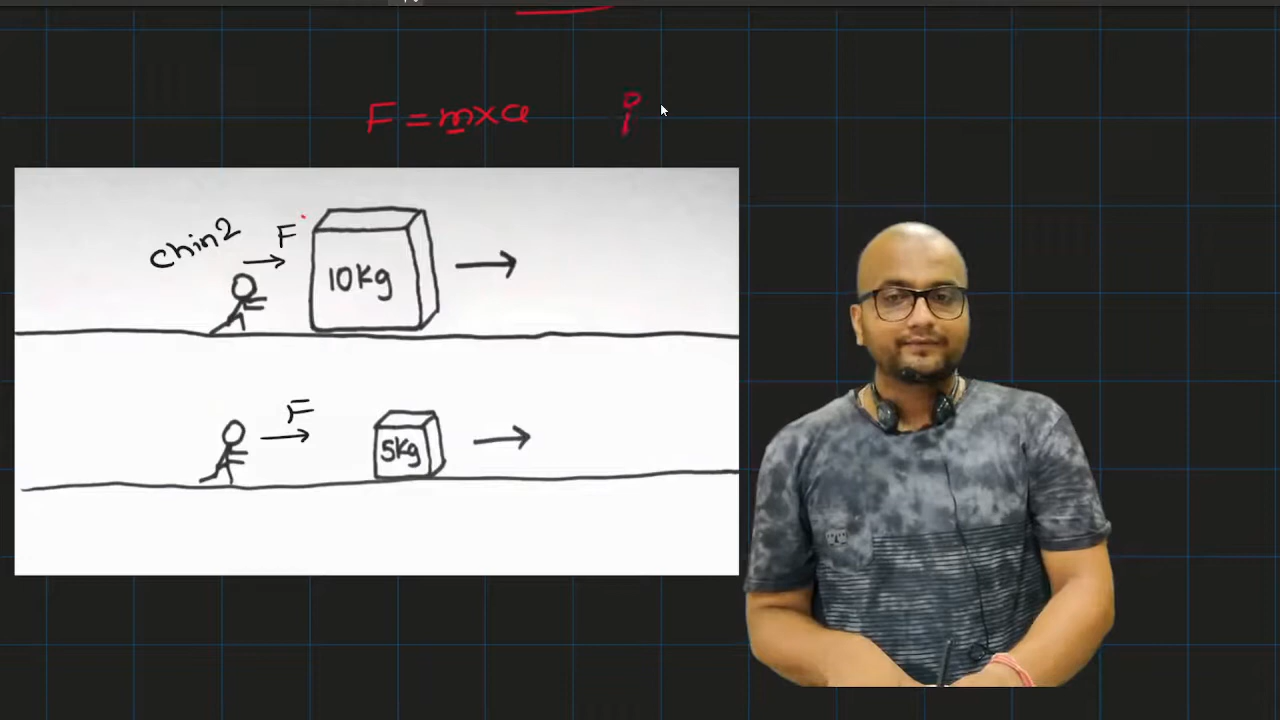 F = m×a i
chin2
F
10Kg
F
5Kg